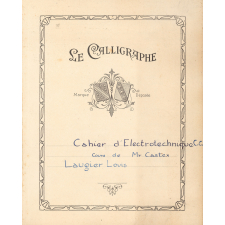 LE CALLIGRAPHE
Marque Déposée
Cahier d'Electrotechnique C.C
Cours de Mr Castex
Laugier Louis